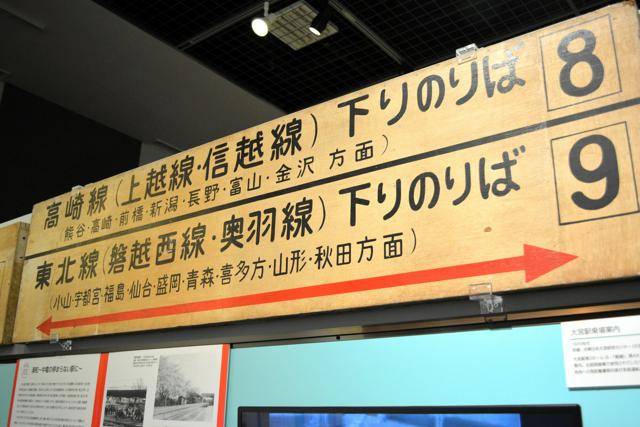 高崎線(上越線・信越線)下りのりば 8
熊谷・高崎・前橋・新潟・長野・富山・金沢 方面)
東北線(磐越西線・奥羽線)下りのりば 9
(小山・宇都宮・福島・仙台・盛岡・青森・喜多方・山形・秋田方面)
大宮駅乗場案内